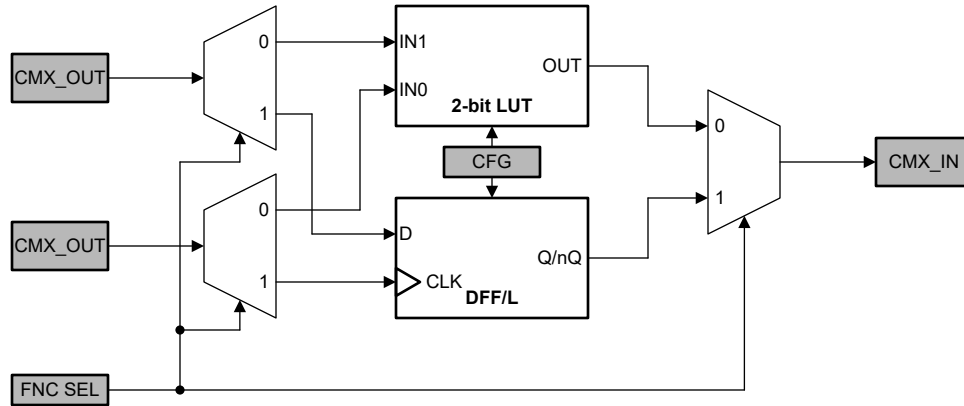 0
IN1
CMX_OUT
OUT
IN0
1
2-bit LUT
0
CFG
CMX_IN
1
0
D
CMX_OUT
Q/nQ
1
CLK
DFF/L
FNC SEL